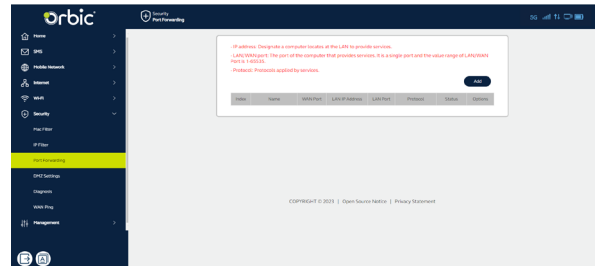 Orbic
Security
Port Forwarding
5G
Home
SMS
Mobile Network
Internet
Wi-Fi
Security
Mac Filter
IP Filter
Port Forwarding
DMZ Settings
Diagnosis
WAN Ping
Management
- IP address: Designate a computer locates at the LAN to provide services.
- LAN/WAN port: The port of the computer that provides services. It is a single port and the value range of LAN/WAN
Port is 1-65535.
- Protocol: Protocols applied by services.
Add
Index Name WAN Port LAN IP Address LAN Port Protocol Status Options
COPYRIGHT © 2023 | Open Source Notice | Privacy Statement